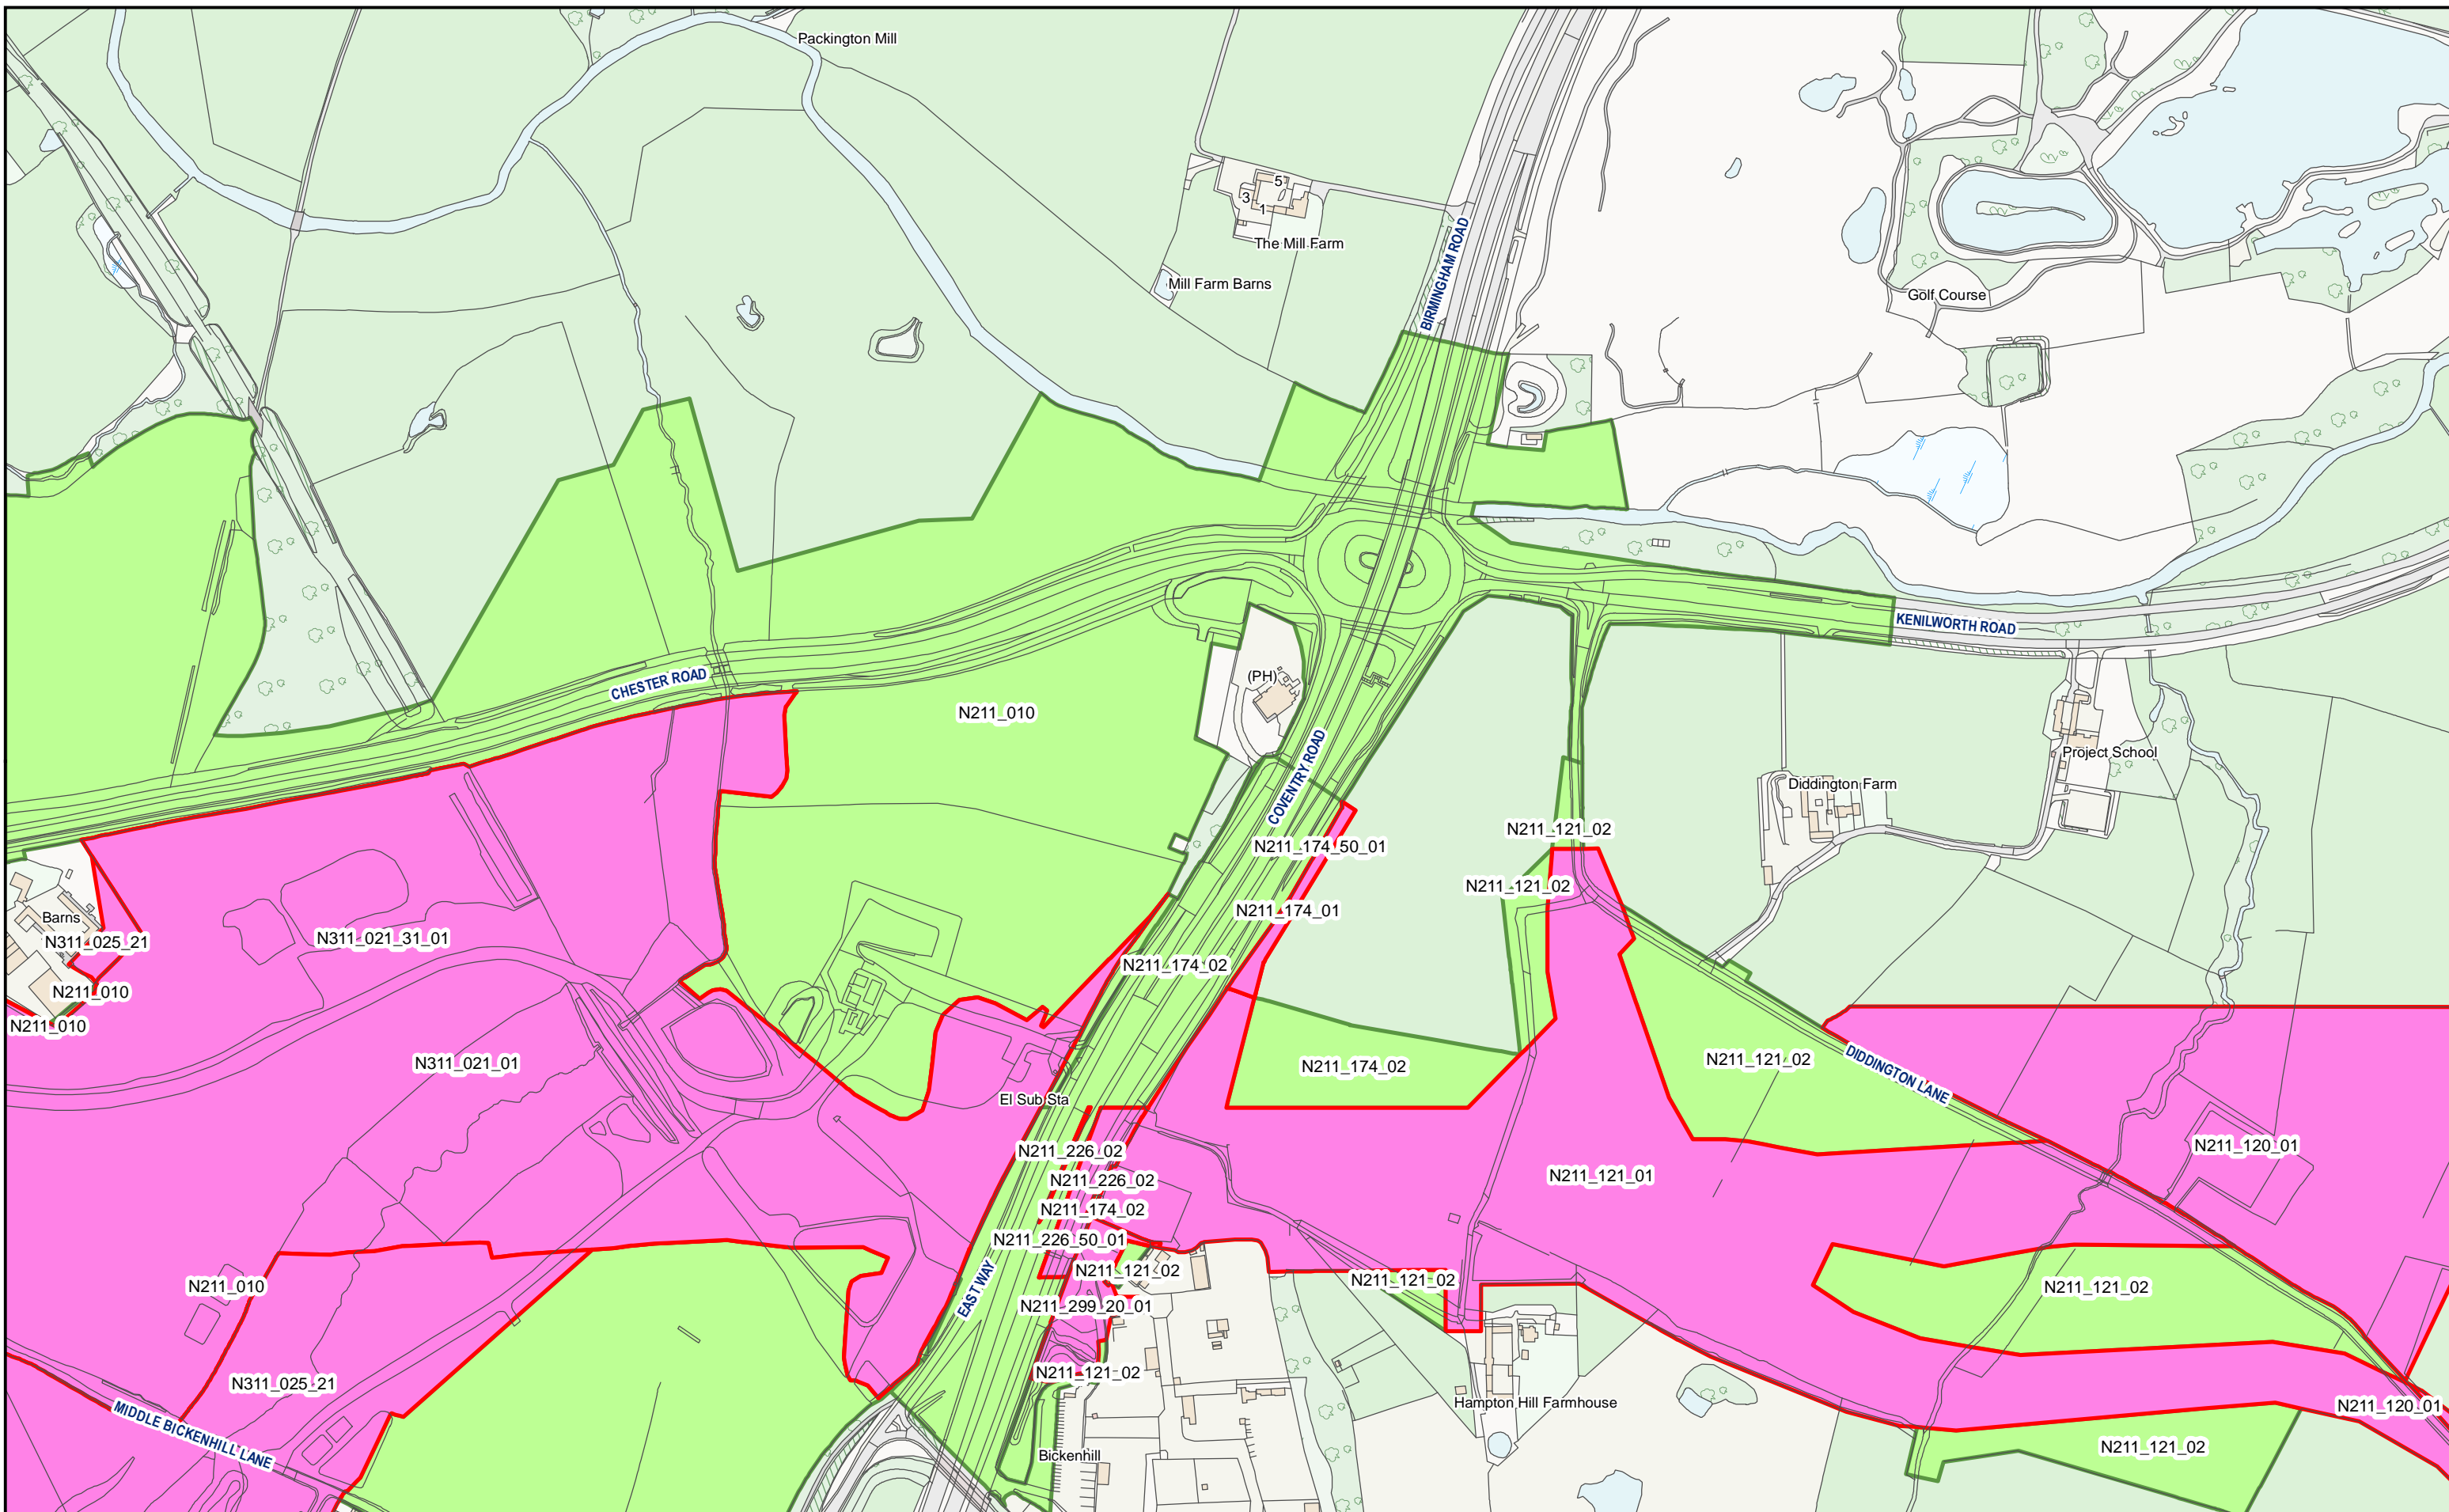 Packington Mill
5
3
1
The Mill Farm
BIRMINGHAM ROAD
Mill Farm Barns
Golf Course
KENILWORTH ROAD
CHESTER ROAD
(PH)
N211_010
COVENTRY ROAD
Project School
Diddington Farm
N211_121_02
N211_174_50_01
N211_121_02
N211_174_01
Barns
N311_025_21
N311_021_31_01
N211_174_02
N211_010
N211_010
N311_021_01
N211_174_02
N211_121_02
DIDDINGTON LANE
El Sub Sta
N211_226_02
N211_120_01
N211_226_02
N211_121_01
N211_174_02
N211_226_50_01
N211_121_02
N211_121_02
N211_010
N211_121_02
EAST WAY
N211_299_20_01
N311_025_21
N211_121_02
Hampton Hill Farmhouse
N211_120_01
MIDDLE BICKENHILL LANE
N211_121_02
Bickenhill